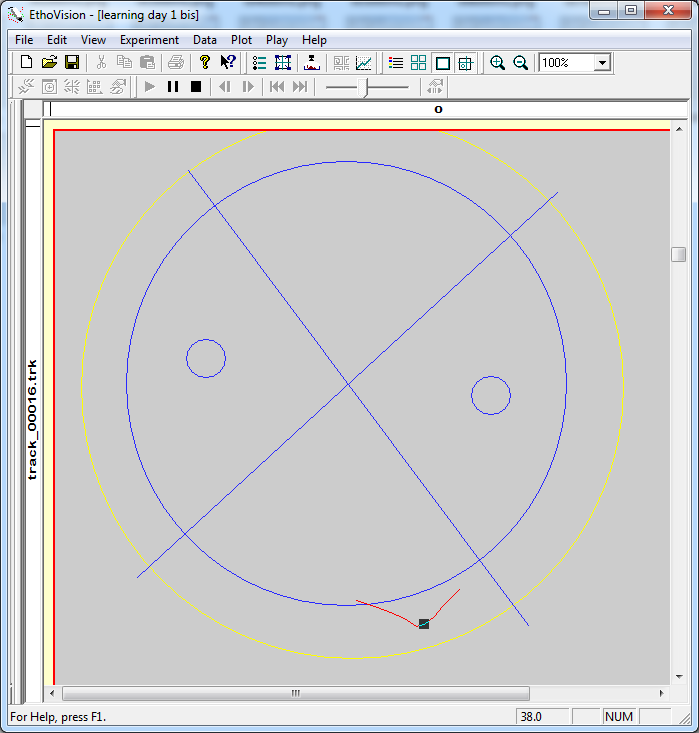 EthoVision - [learning day 1 bis]
File Edit View Experiment Data Plot Play Help
100%
0
track_00016.trk
For Help, press F1.
38.0
NUM